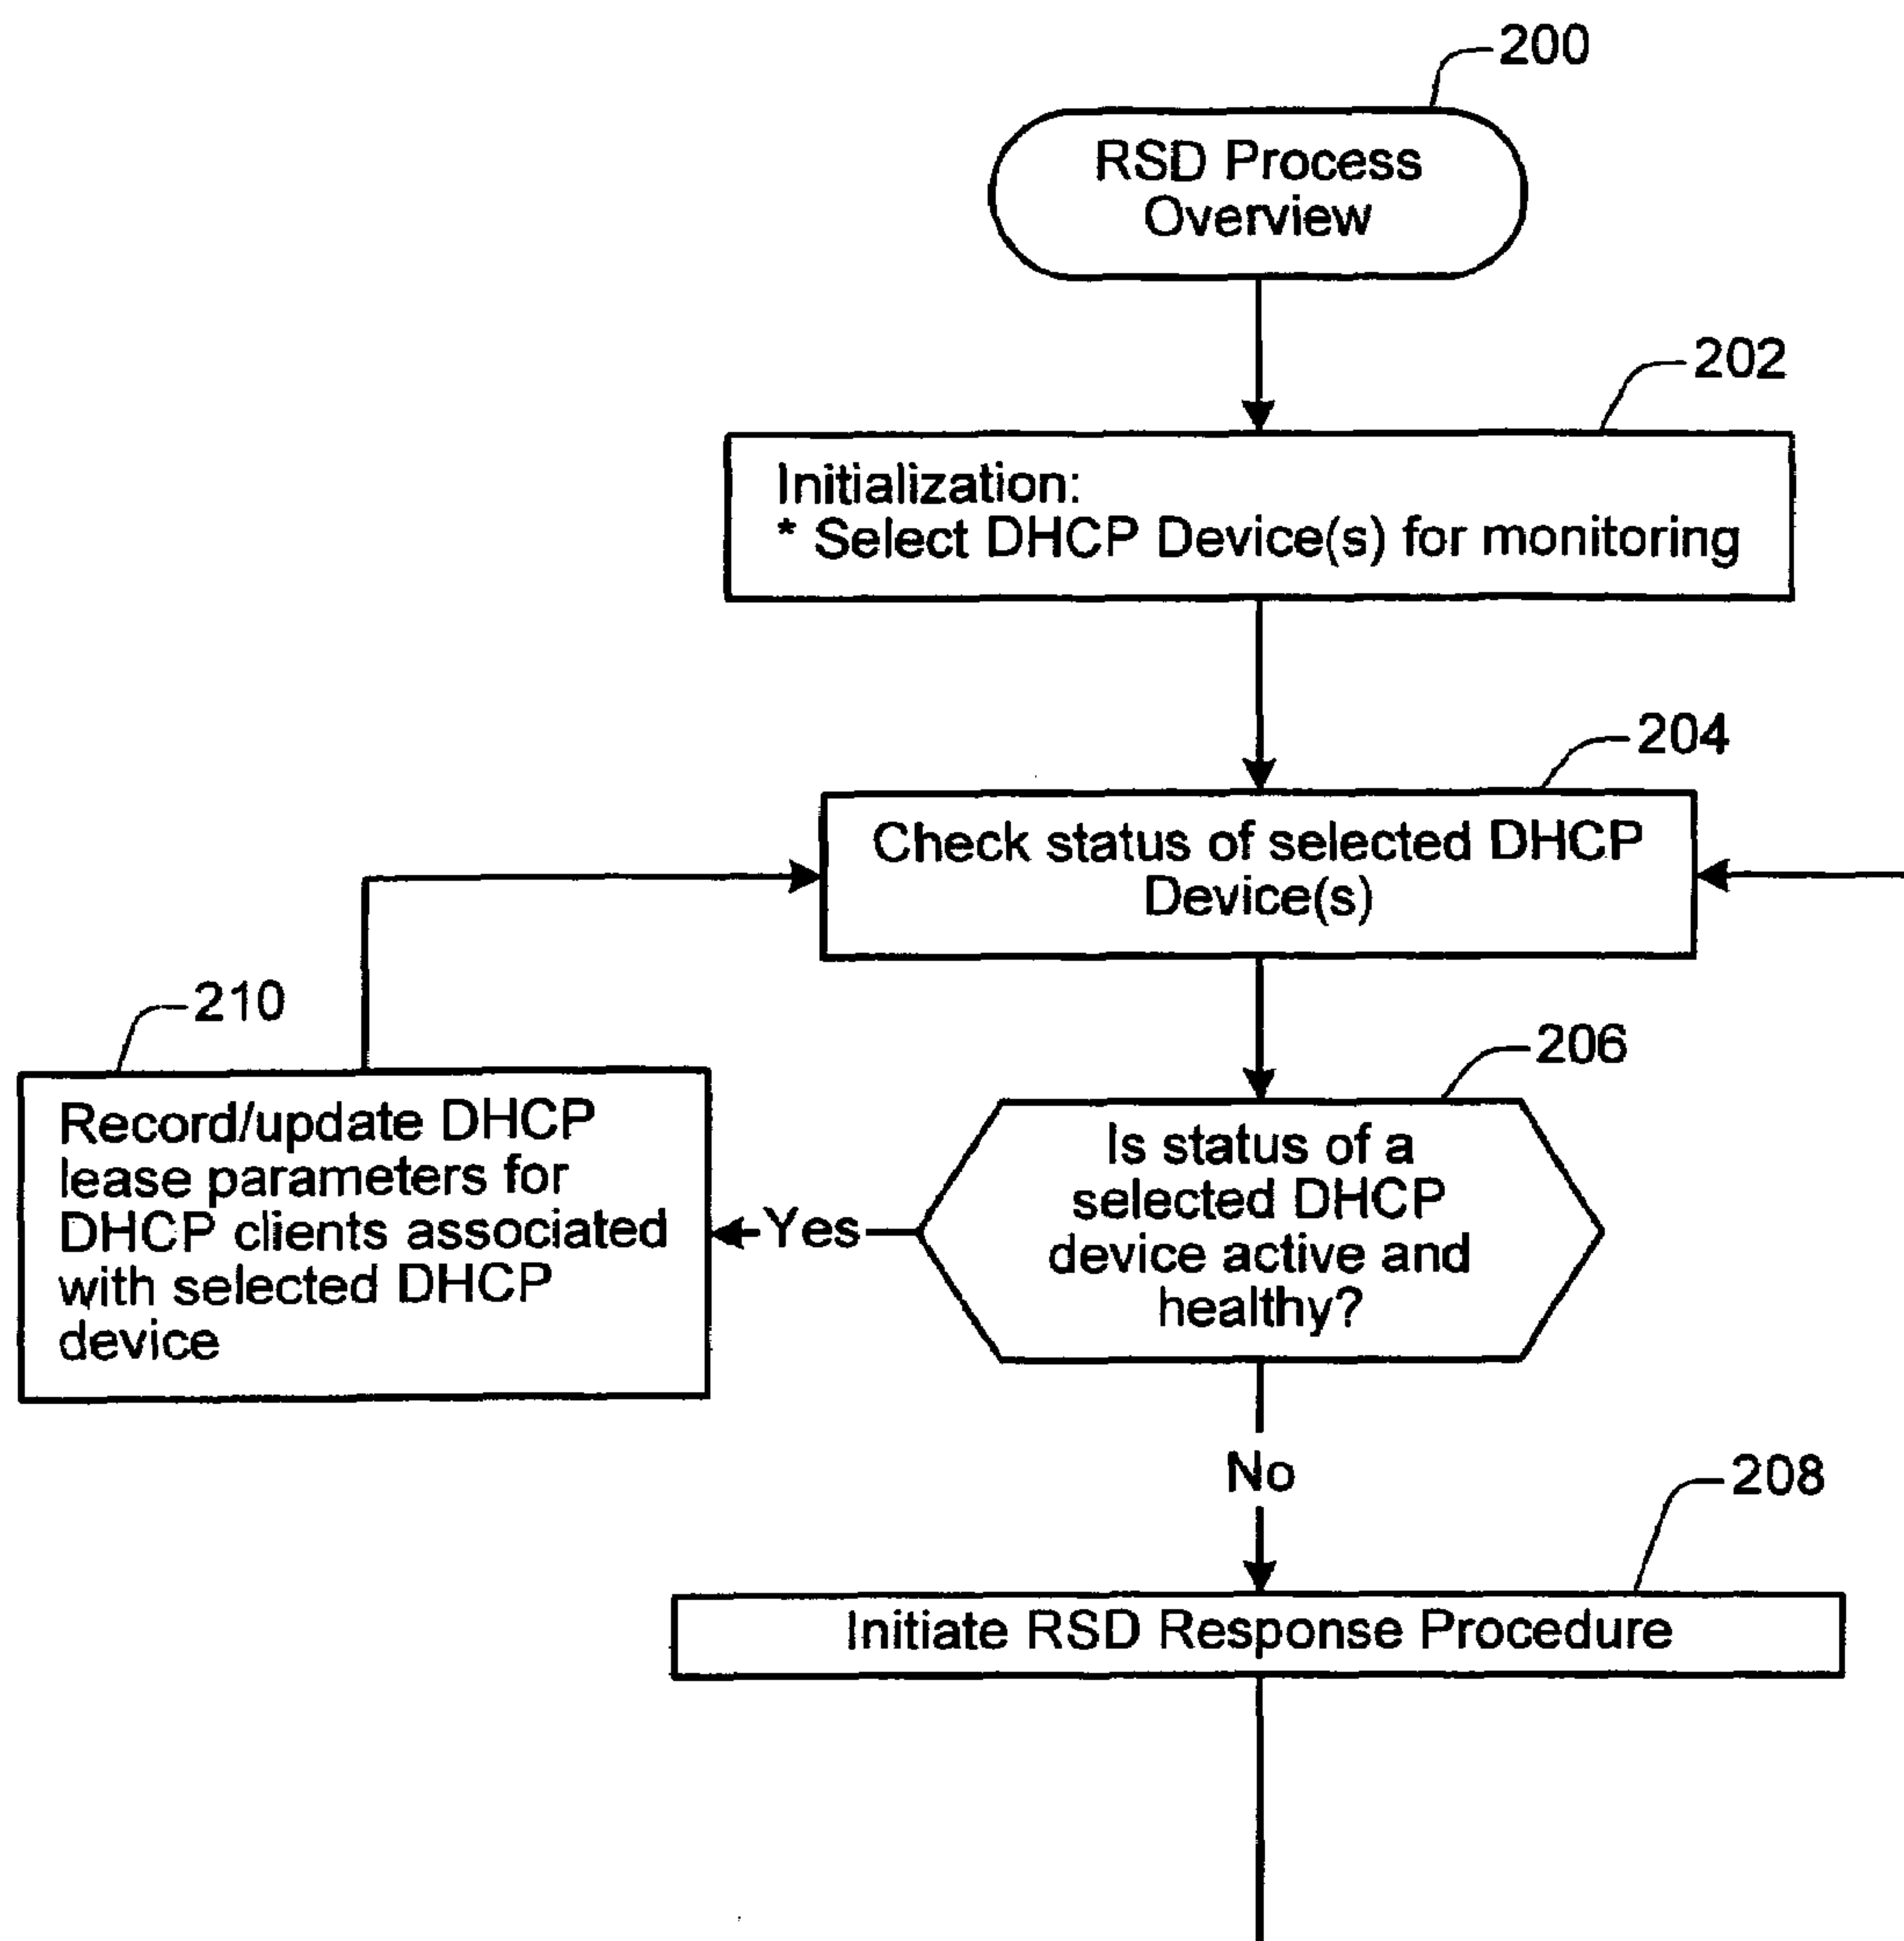 200
RSD Process
Overview
202
Initialization:
* Select DHCP Device(s) for monitoring
204
Check status of selected DHCP
Device(s)
210
Record/update DHCP
lease parameters for
DHCP clients associated
with selected DHCP
device
206
Is status of a
selected DHCP
device active and
healthy?
Yes
No
208
Initiate RSD Response Procedure